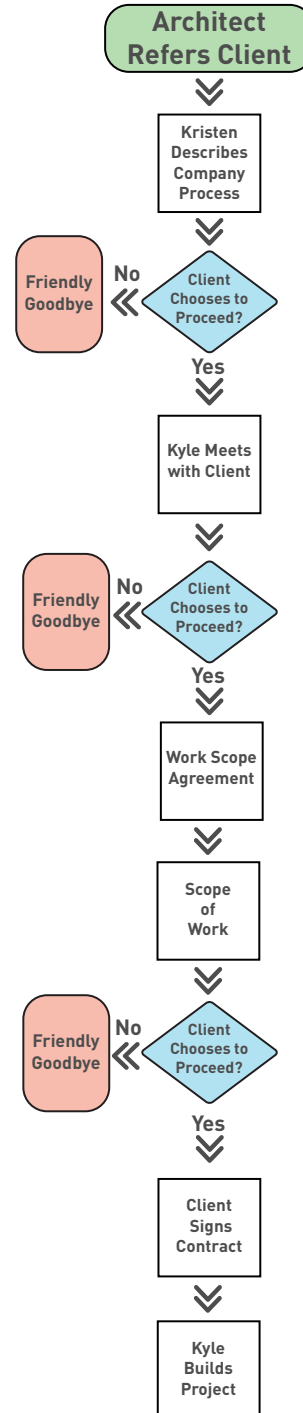 Architect
Refers Client
Kristen
Describes
Company
Process
Client
Chooses to
Proceed?
No
Friendly
Goodbye
Yes
Kyle Meets
with Client
Client
Chooses to
Proceed?
No
Friendly
Goodbye
Yes
Work Scope
Agreement
Scope
of
Work
Client
Chooses to
Proceed?
No
Friendly
Goodbye
Yes
Client
Signs
Contract
Kyle
Builds
Project